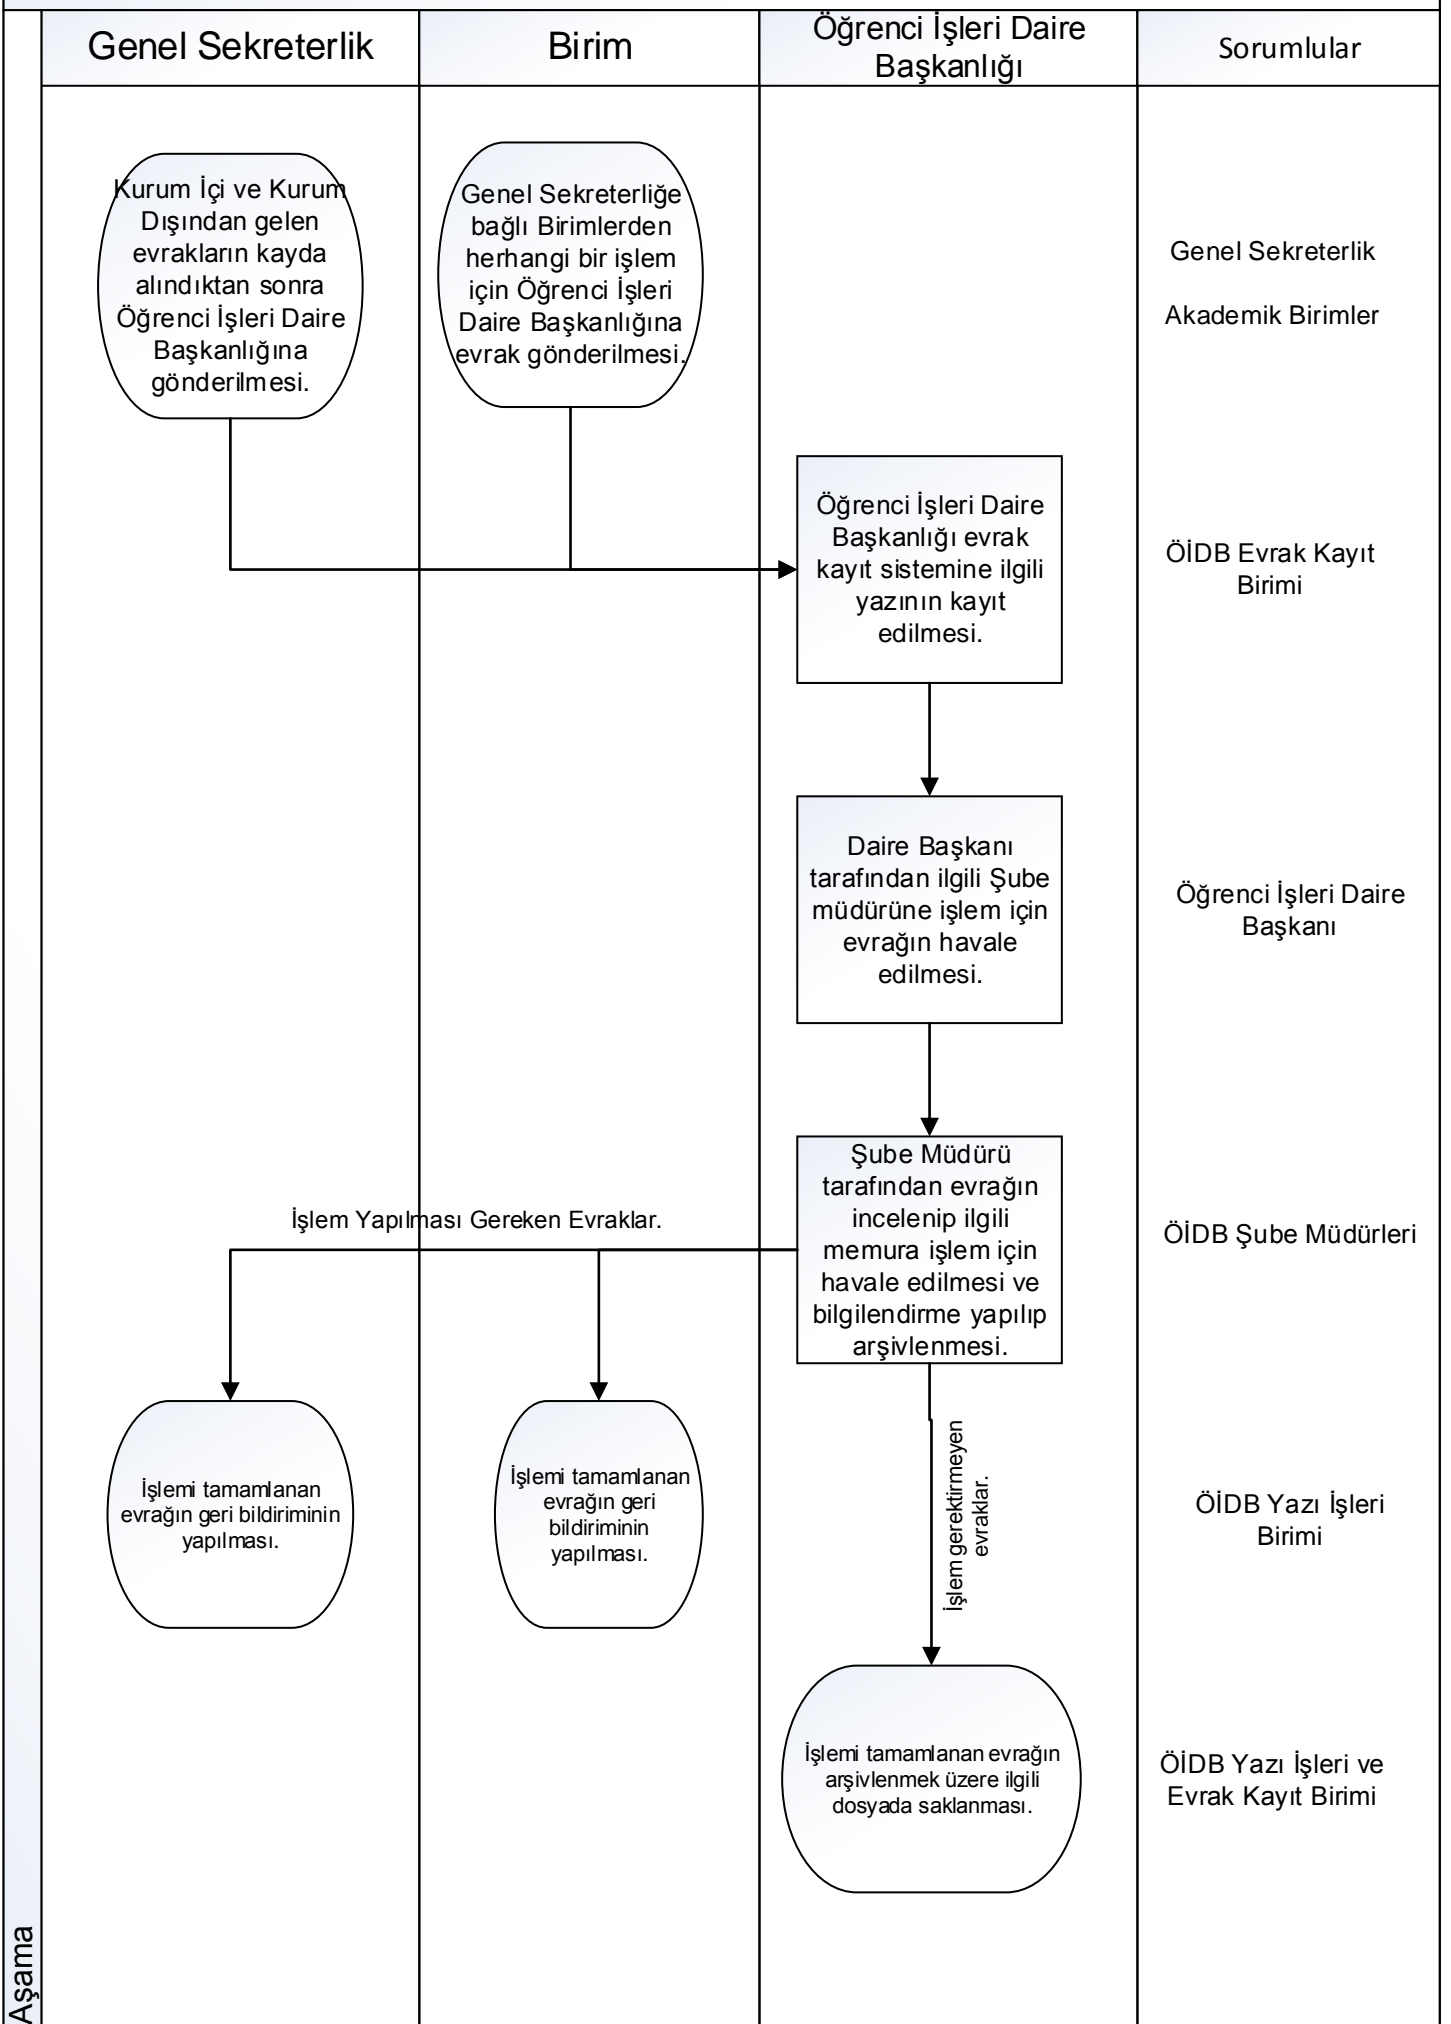 Genel Sekreterlik
Birim
Öğrenci İşleri Daire
Başkanlığı
Sorumlular
Kurum İçi ve Kurum
Dışından gelen
evrakların kayda
alındıktan sonra
Öğrenci İşleri Daire
Başkanlığına
gönderilmesi.
Genel Sekreterliğe
bağlı Birimlerden
herhangi bir işlem
için Öğrenci İşleri
Daire Başkanlığına
evrak gönderilmesi.
Genel Sekreterlik
Akademik Birimler
Öğrenci İşleri Daire
Başkanlığı evrak
kayıt sistemine ilgili
yazının kayıt
edilmesi.
ÖİDB Evrak Kayıt
Birimi
Daire Başkanı
tarafından ilgili Şube
müdürüne işlem için
evrağın havale
edilmesi.
Öğrenci İşleri Daire
Başkanı
Şube Müdürü
tarafından evrağın
incelenip ilgili
memura işlem için
havale edilmesi ve
bilgilendirme yapılıp
arşivlenmesi.
ÖİDB Şube Müdürleri
İşlem Yapılması Gereken Evraklar.
İşlemi tamamlanan
evrağın geri bildiriminin
yapılması.
İşlemi tamamlanan
evrağın geri
bildiriminin
yapılması.
İşlem gerektirmeyen
evraklar.
ÖİDB Yazı İşleri
Birimi
İşlemi tamamlanan evrağın
arşivlenmek üzere ilgili
dosyada saklanması.
ÖİDB Yazı İşleri ve
Evrak Kayıt Birimi
Aşama